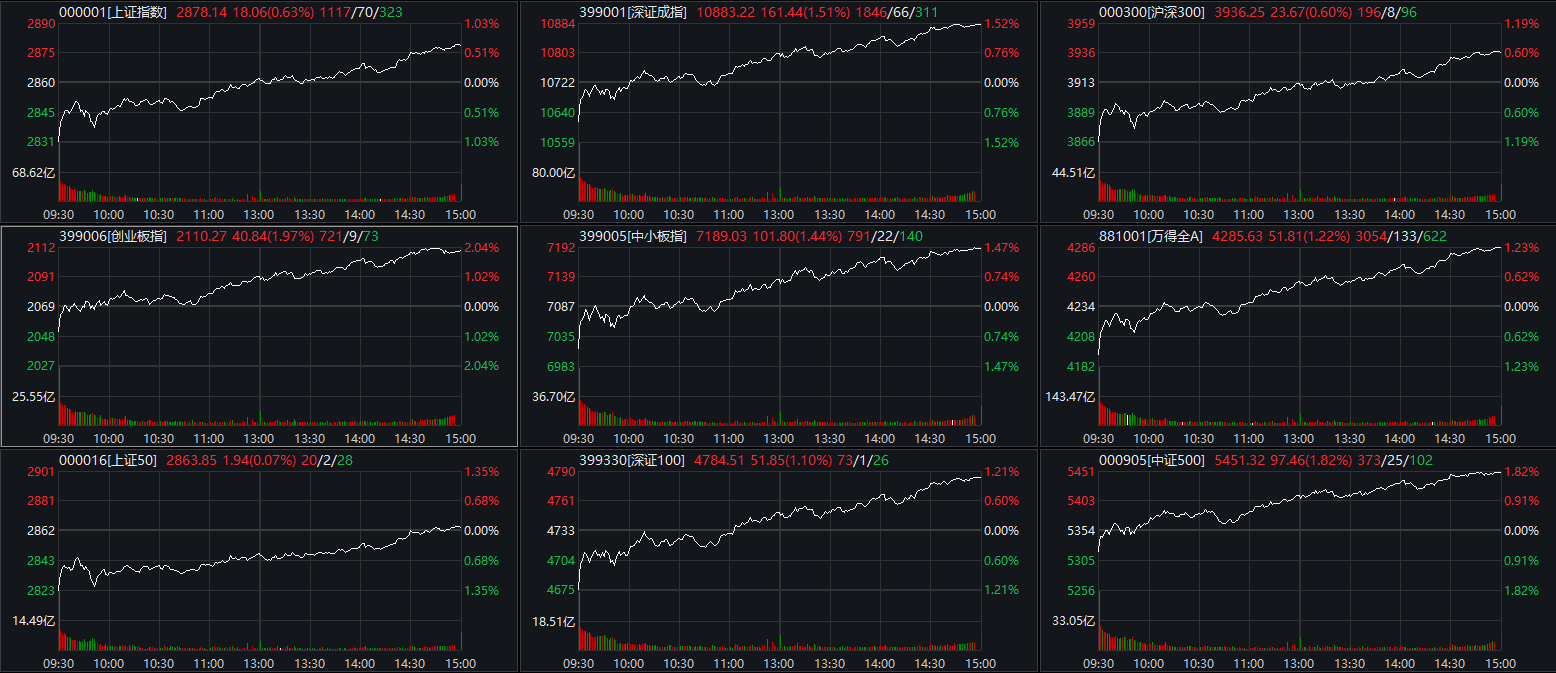 000001[上证指数] 2878.14 18.06(0.63%) 1117/70/323
2890 1.03%
2875 0.51%
2860 0.00%
2845 0.51%
2831 1.03%
68.62亿
09:30 10:00 10:30 11:00 13:00 13:30 14:00 14:30 15:00
399001[深证成指] 10883.22 161.44(1.51%) 1846/66/311
10884 1.52%
10803 0.76%
10722 0.00%
10640 0.76%
10559 1.52%
80.00亿
09:30 10:00 10:30 11:00 13:00 13:30 14:00 14:30 15:00
000300[沪深300] 3936.25 23.67(0.60%) 196/8/96
3959 1.19%
3936 0.60%
3913 0.00%
3889 0.60%
3866 1.19%
44.51亿
09:30 10:00 10:30 11:00 13:00 13:30 14:00 14:30 15:00
399006[创业板指] 2110.27 40.84(1.97%) 721/9/73
2112 2.04%
2091 1.02%
2069 0.00%
2048 1.02%
2027 2.04%
25.55亿
09:30 10:00 10:30 11:00 13:00 13:30 14:00 14:30 15:00
399005[中小板指] 7189.03 101.80(1.44%) 791/22/140
7192 1.47%
7139 0.74%
7087 0.00%
7035 0.74%
6983 1.47%
36.70亿
09:30 10:00 10:30 11:00 13:00 13:30 14:00 14:30 15:00
881001[万得全A] 4285.63 51.81(1.22%) 3054/133/622
4286 1.23%
4260 0.62%
4234 0.00%
4208 0.62%
4182 1.23%
143.47亿
09:30 10:00 10:30 11:00 13:00 13:30 14:00 14:30 15:00
000016[上证50] 2863.85 1.94(0.07%) 20/2/28
2901 1.35%
2881 0.68%
2862 0.00%
2843 0.68%
2823 1.35%
14.49亿
09:30 10:00 10:30 11:00 13:00 13:30 14:00 14:30 15:00
399330[深证100] 4784.51 51.85(1.10%) 73/1/26
4790 1.21%
4761 0.60%
4733 0.00%
4704 0.60%
4675 1.21%
18.51亿
09:30 10:00 10:30 11:00 13:00 13:30 14:00 14:30 15:00
000905[中证500] 5451.32 97.46(1.82%) 373/25/102
5451 1.82%
5403 0.91%
5354 0.00%
5305 0.91%
5256 1.82%
33.05亿
09:30 10:00 10:30 11:00 13:00 13:30 14:00 14:30 15:00